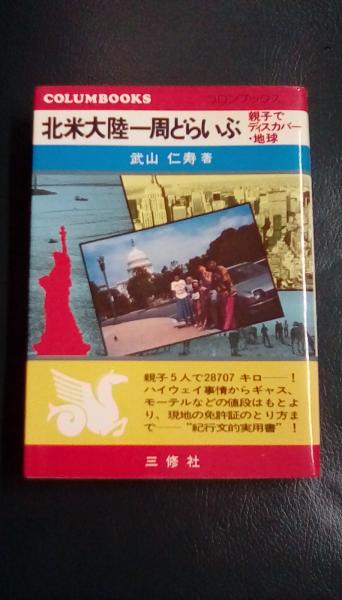 COLUMBOOKS
コロンブックス
北米大陸一周どらいぶ
親子で
ディスカバー
・地球
武山 仁寿 著
親子5人で28707キロ――!
ハイウェイ事情からギャス、
モーテルなどの値段はもとよ
り、現地の免許証のとり方ま
で――“紀行文的実用書”!
三修社